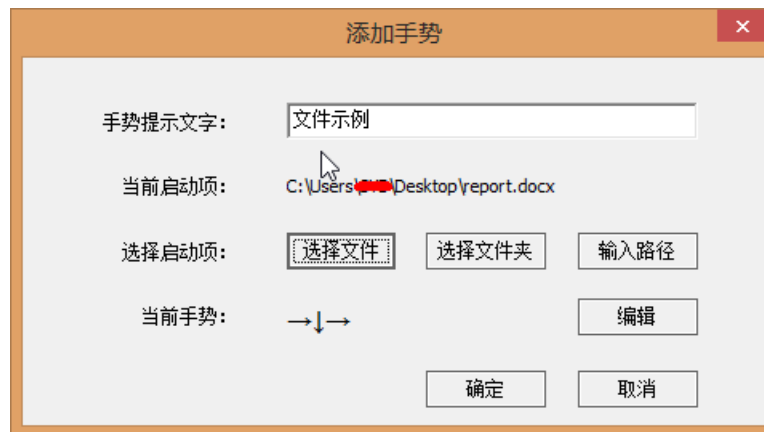 添加手势
手势提示文字: 文件示例
当前启动项: C:\Users\ \Desktop\report.docx
选择启动项: 选择文件 选择文件夹 输入路径
当前手势: →↓→ 编辑
确定 取消